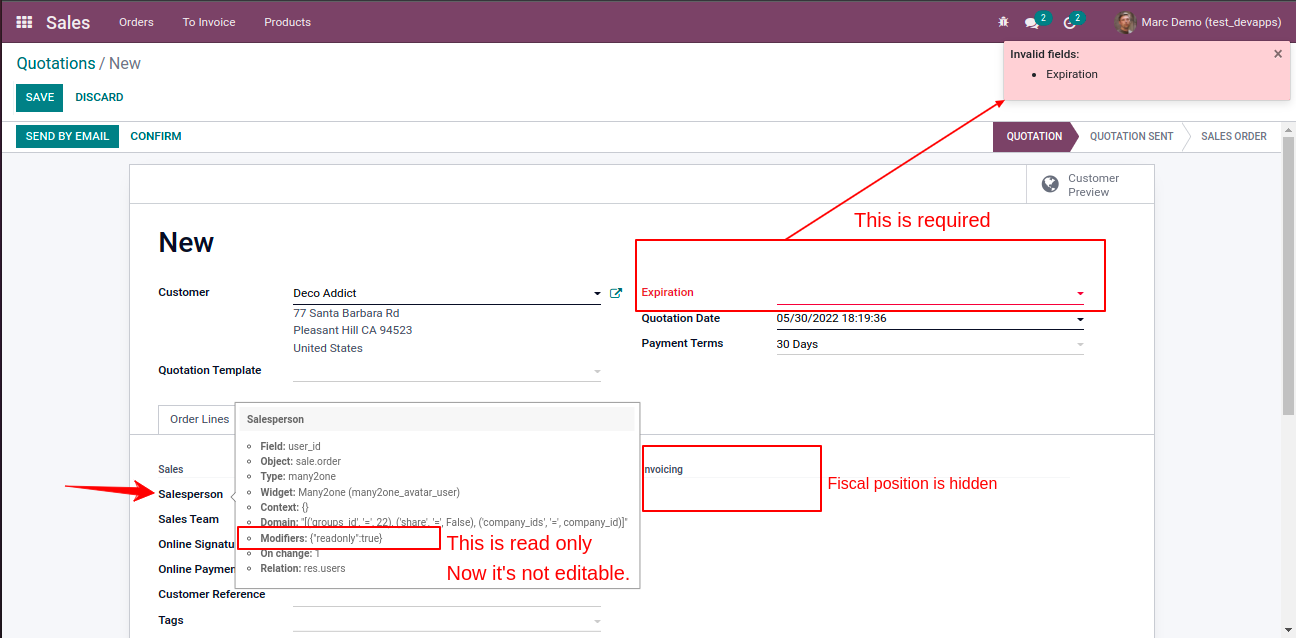 Sales Orders To Invoice Products 2 2 Marc Demo (test_devapps)
Quotations / New
Invalid fields:
Expiration
SAVE DISCARD
SEND BY EMAIL CONFIRM QUOTATION QUOTATION SENT SALES ORDER
Customer
Preview
This is required
New
Customer Deco Addict Expiration
77 Santa Barbara Rd Quotation Date 05/30/2022 18:19:36
Pleasant Hill CA 94523
United States Payment Terms 30 Days
Quotation Template
Order Lines
Salesperson
Field: user_id
Object: sale.order
Type: many2one
Widget: Many2one (many2one_avatar_user)
Context: {}
Domain: "[('groups_id', '=', 22), ('share', '=', False), ('company_ids', '=', company_id)]"
Modifiers: {"readonly":true}
On change: 1
Relation: res.users
This is read only
Now it's not editable.
nvoicing
Fiscal position is hidden
Sales
Salesperson
Sales Team
Online Signatu
Online Paymen
Customer Reference
Tags